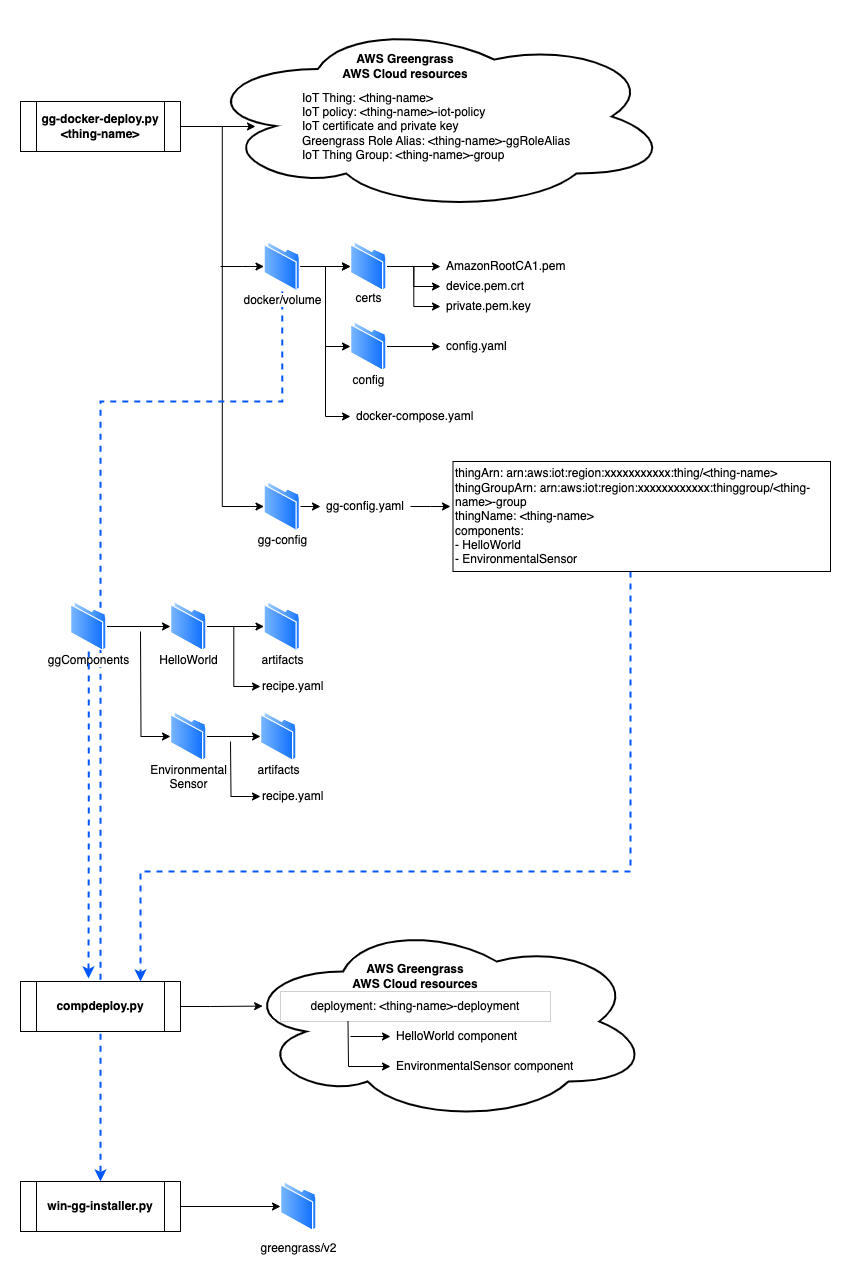 AWS Greengrass
AWS Cloud resources
gg-docker-deploy.py
<thing-name>
IoT Thing: <thing-name>
IoT policy: <thing-name>-iot-policy
IoT certificate and private key
Greengrass Role Alias: <thing-name>-ggRoleAlias
IoT Thing Group: <thing-name>-group
docker/volume
certs
AmazonRootCA1.pem
device.pem.crt
private.pem.key
config
config.yaml
docker-compose.yaml
gg-config
gg-config.yaml
thingArn: arn:aws:iot:region:xxxxxxxxxxx:thing/<thing-name>
thingGroupArn: arn:aws:iot:region:xxxxxxxxxxxx:thinggroup/<thing-
name>-group
thingName: <thing-name>
components:
- HelloWorld
- EnvironmentalSensor
ggComponents
HelloWorld
artifacts
recipe.yaml
Environmental
Sensor
artifacts
recipe.yaml
AWS Greengrass
AWS Cloud resources
compdeploy.py
deployment: <thing-name>-deployment
HelloWorld component
EnvironmentalSensor component
win-gg-installer.py
greengrass/v2